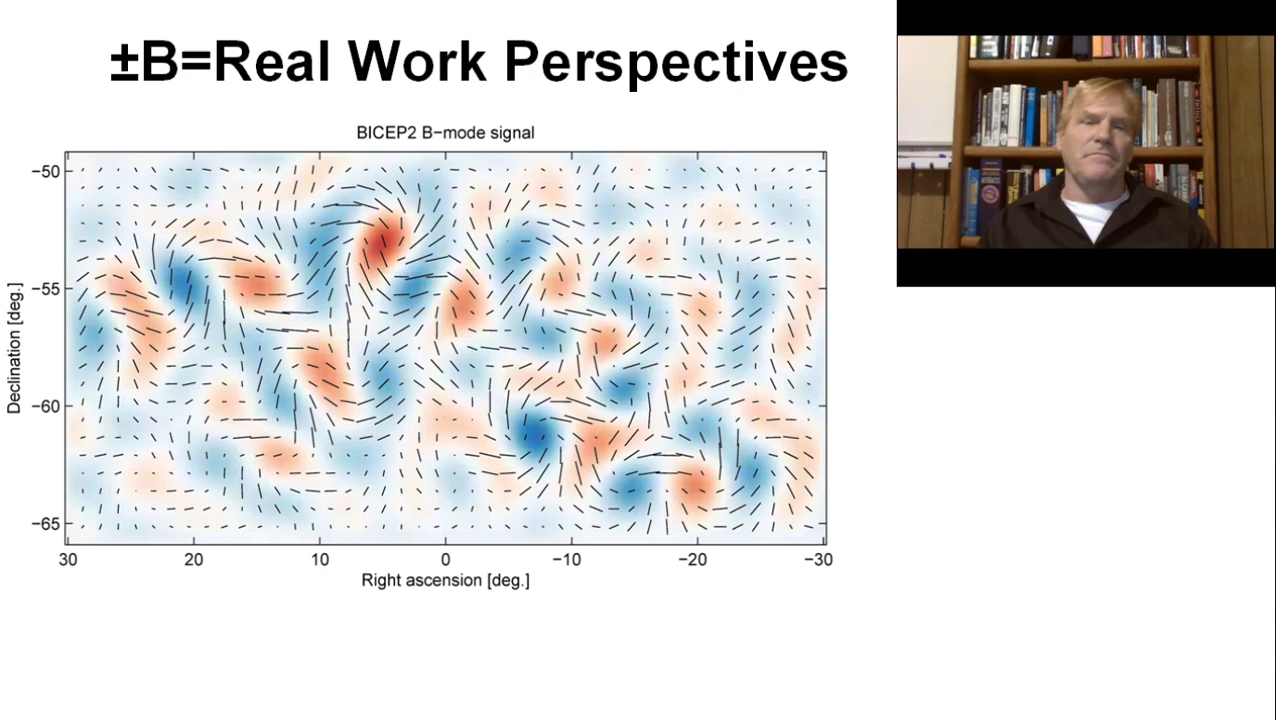 ±B=Real Work Perspectives
BICEP2 B−mode signal
−50
−55
−60
−65
Declination [deg.]
30 20 10 0 −10 −20 −30
Right ascension [deg.]